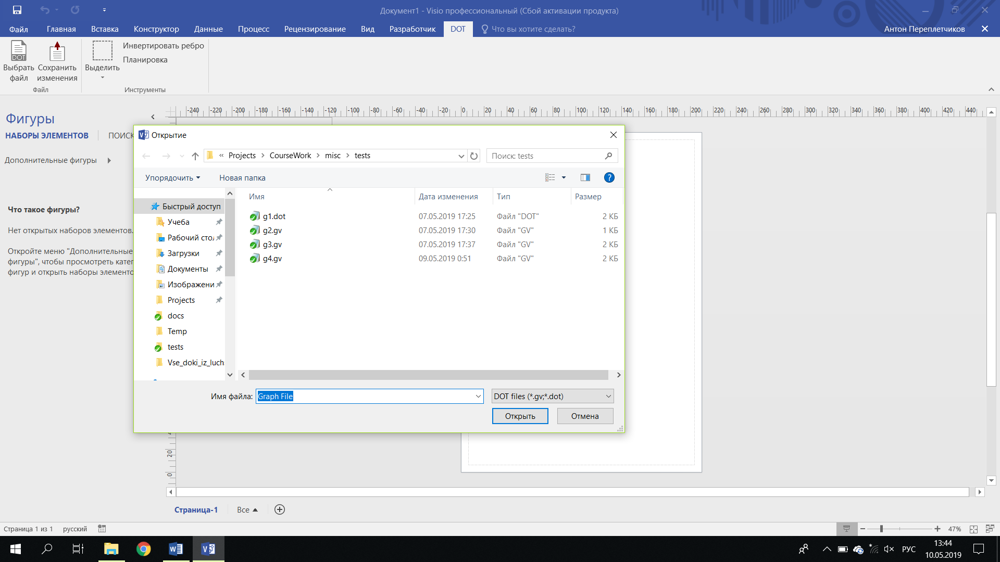 Документ1 - Visio профессиональный (Сбой активации продукта)
Файл Главная Вставка Конструктор Данные Процесс Рецензирование Вид Разработчик DOT Что вы хотите сделать? Антон Переплетчиков
DOT
Выбрать файл
Сохранить изменения
Выделить
Инвертировать ребро
Планировка
Файл
Инструменты
-240 -220 -200 -180 -160 -140 -120 -100 -80 -60 -40 -20 0 20 40 60 80 100 120 140 160 180 200 220 240 260 280 300 320 340 360 380 400 420 440
Фигуры
НАБОРЫ ЭЛЕМЕНТОВ ПОИСК
Дополнительные фигуры
Что такое фигуры?
Нет открытых наборов элементов.
Откройте меню "Дополнительные
фигуры", чтобы просмотреть катег
фигур и открыть наборы элементо
Открытие
« Projects CourseWork misc tests
Поиск: tests
Упорядочить Новая папка
?
Имя Дата изменения Тип Размер
g1.dot 07.05.2019 17:25 Файл "DOT" 2 КБ
g2.gv 07.05.2019 17:30 Файл "GV" 1 КБ
g3.gv 07.05.2019 17:37 Файл "GV" 2 КБ
g4.gv 09.05.2019 0:51 Файл "GV" 2 КБ
Быстрый доступ
Учеба
Рабочий стол
Загрузки
Документы
Изображени
Projects
docs
Temp
tests
Vse_doki_iz_luch
Имя файла: Graph File DOT files (*.gv;*.dot)
Открыть Отмена
20
0
Страница-1 Все
Страница 1 из 1 русский 47%
РУС
13:44
10.05.2019